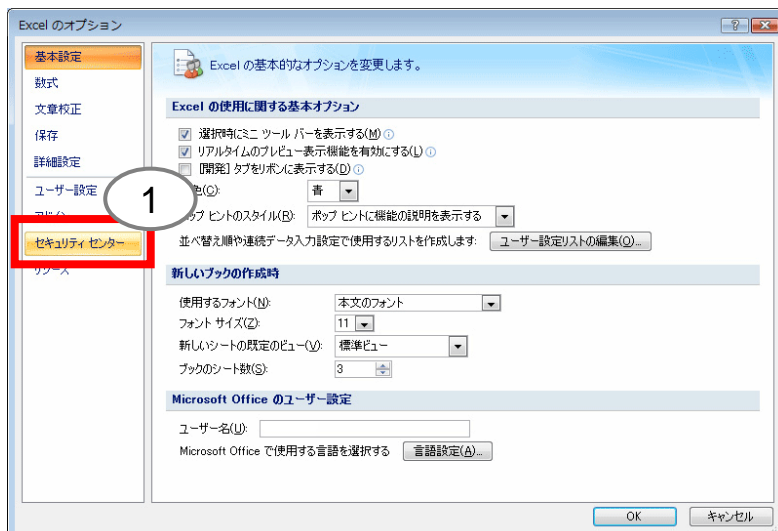 Excel のオプション
基本設定
数式
文章校正
保存
詳細設定
ユーザー設定
セキュリティ センター
リソース
1
Excel の基本的なオプションを変更します。
Excel の使用に関する基本オプション
選択時にミニ ツール バーを表示する(M)
リアルタイムのプレビュー表示機能を有効にする(L)
[開発] タブをリボンに表示する(D)
色(C): 青
ヒントのスタイル(R): ポップ ヒントに機能の説明を表示する
並べ替え順や連続データ入力設定で使用するリストを作成します: ユーザー設定リストの編集(O)...
新しいブックの作成時
使用するフォント(N): 本文のフォント
フォント サイズ(Z): 11
新しいシートの既定のビュー(V): 標準ビュー
ブックのシート数(S): 3
Microsoft Office のユーザー設定
ユーザー名(U):
Microsoft Office で使用する言語を選択する 言語設定(A)...
OK キャンセル